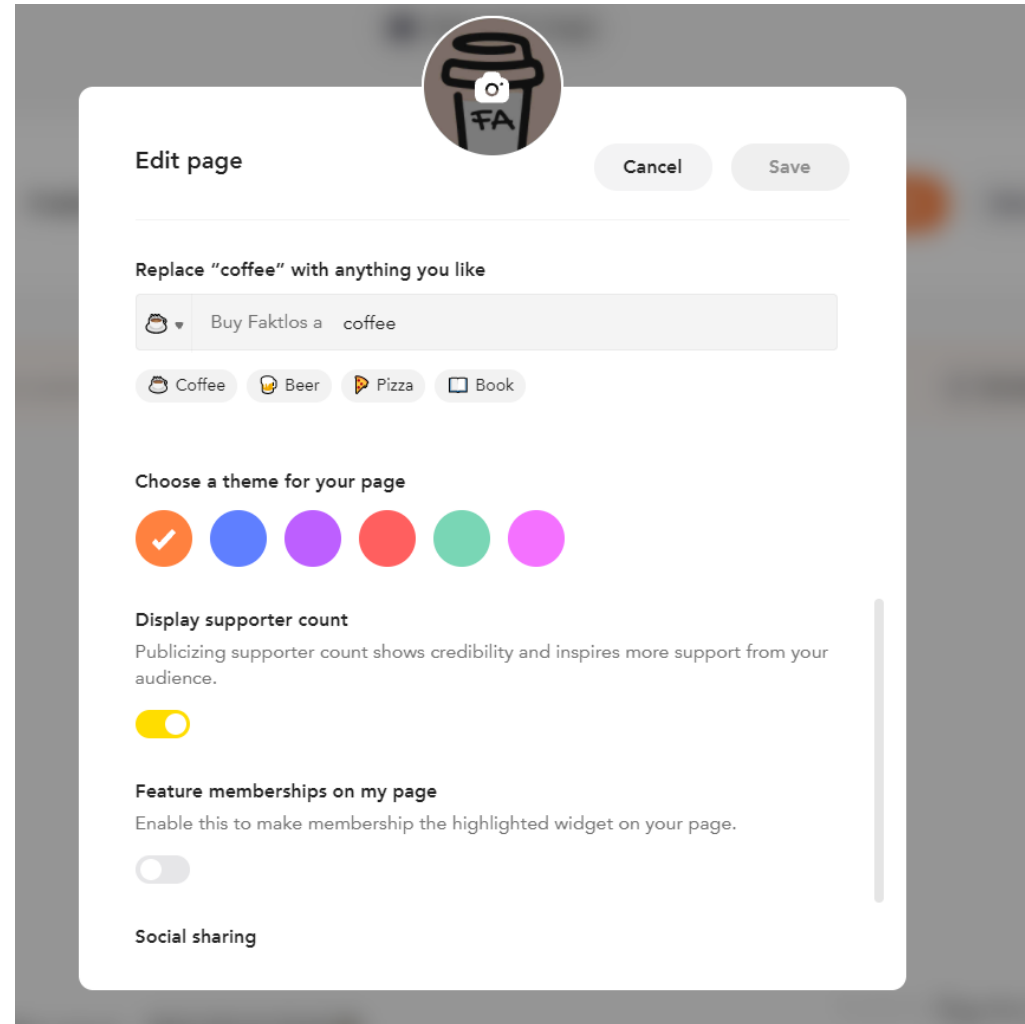 FA
Edit page
Cancel
Save
Replace “coffee” with anything you like
Buy Faktlos a coffee
Coffee
Beer
Pizza
Book
Choose a theme for your page
Display supporter count
Publicizing supporter count shows credibility and inspires more support from your
audience.
Feature memberships on my page
Enable this to make membership the highlighted widget on your page.
Social sharing